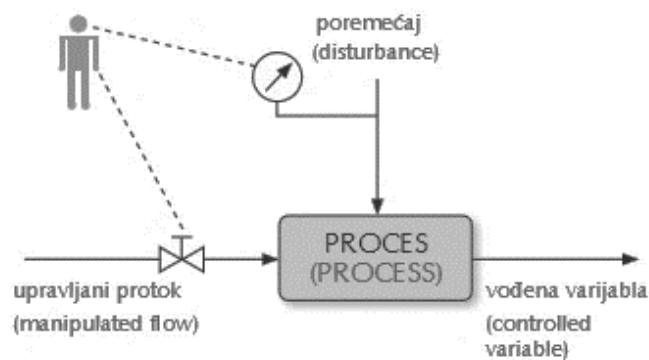 poremećaj
(disturbance)
PROCES
(PROCESS)
upravljani protok
(manipulated flow)
vođena varijabla
(controlled
variable)